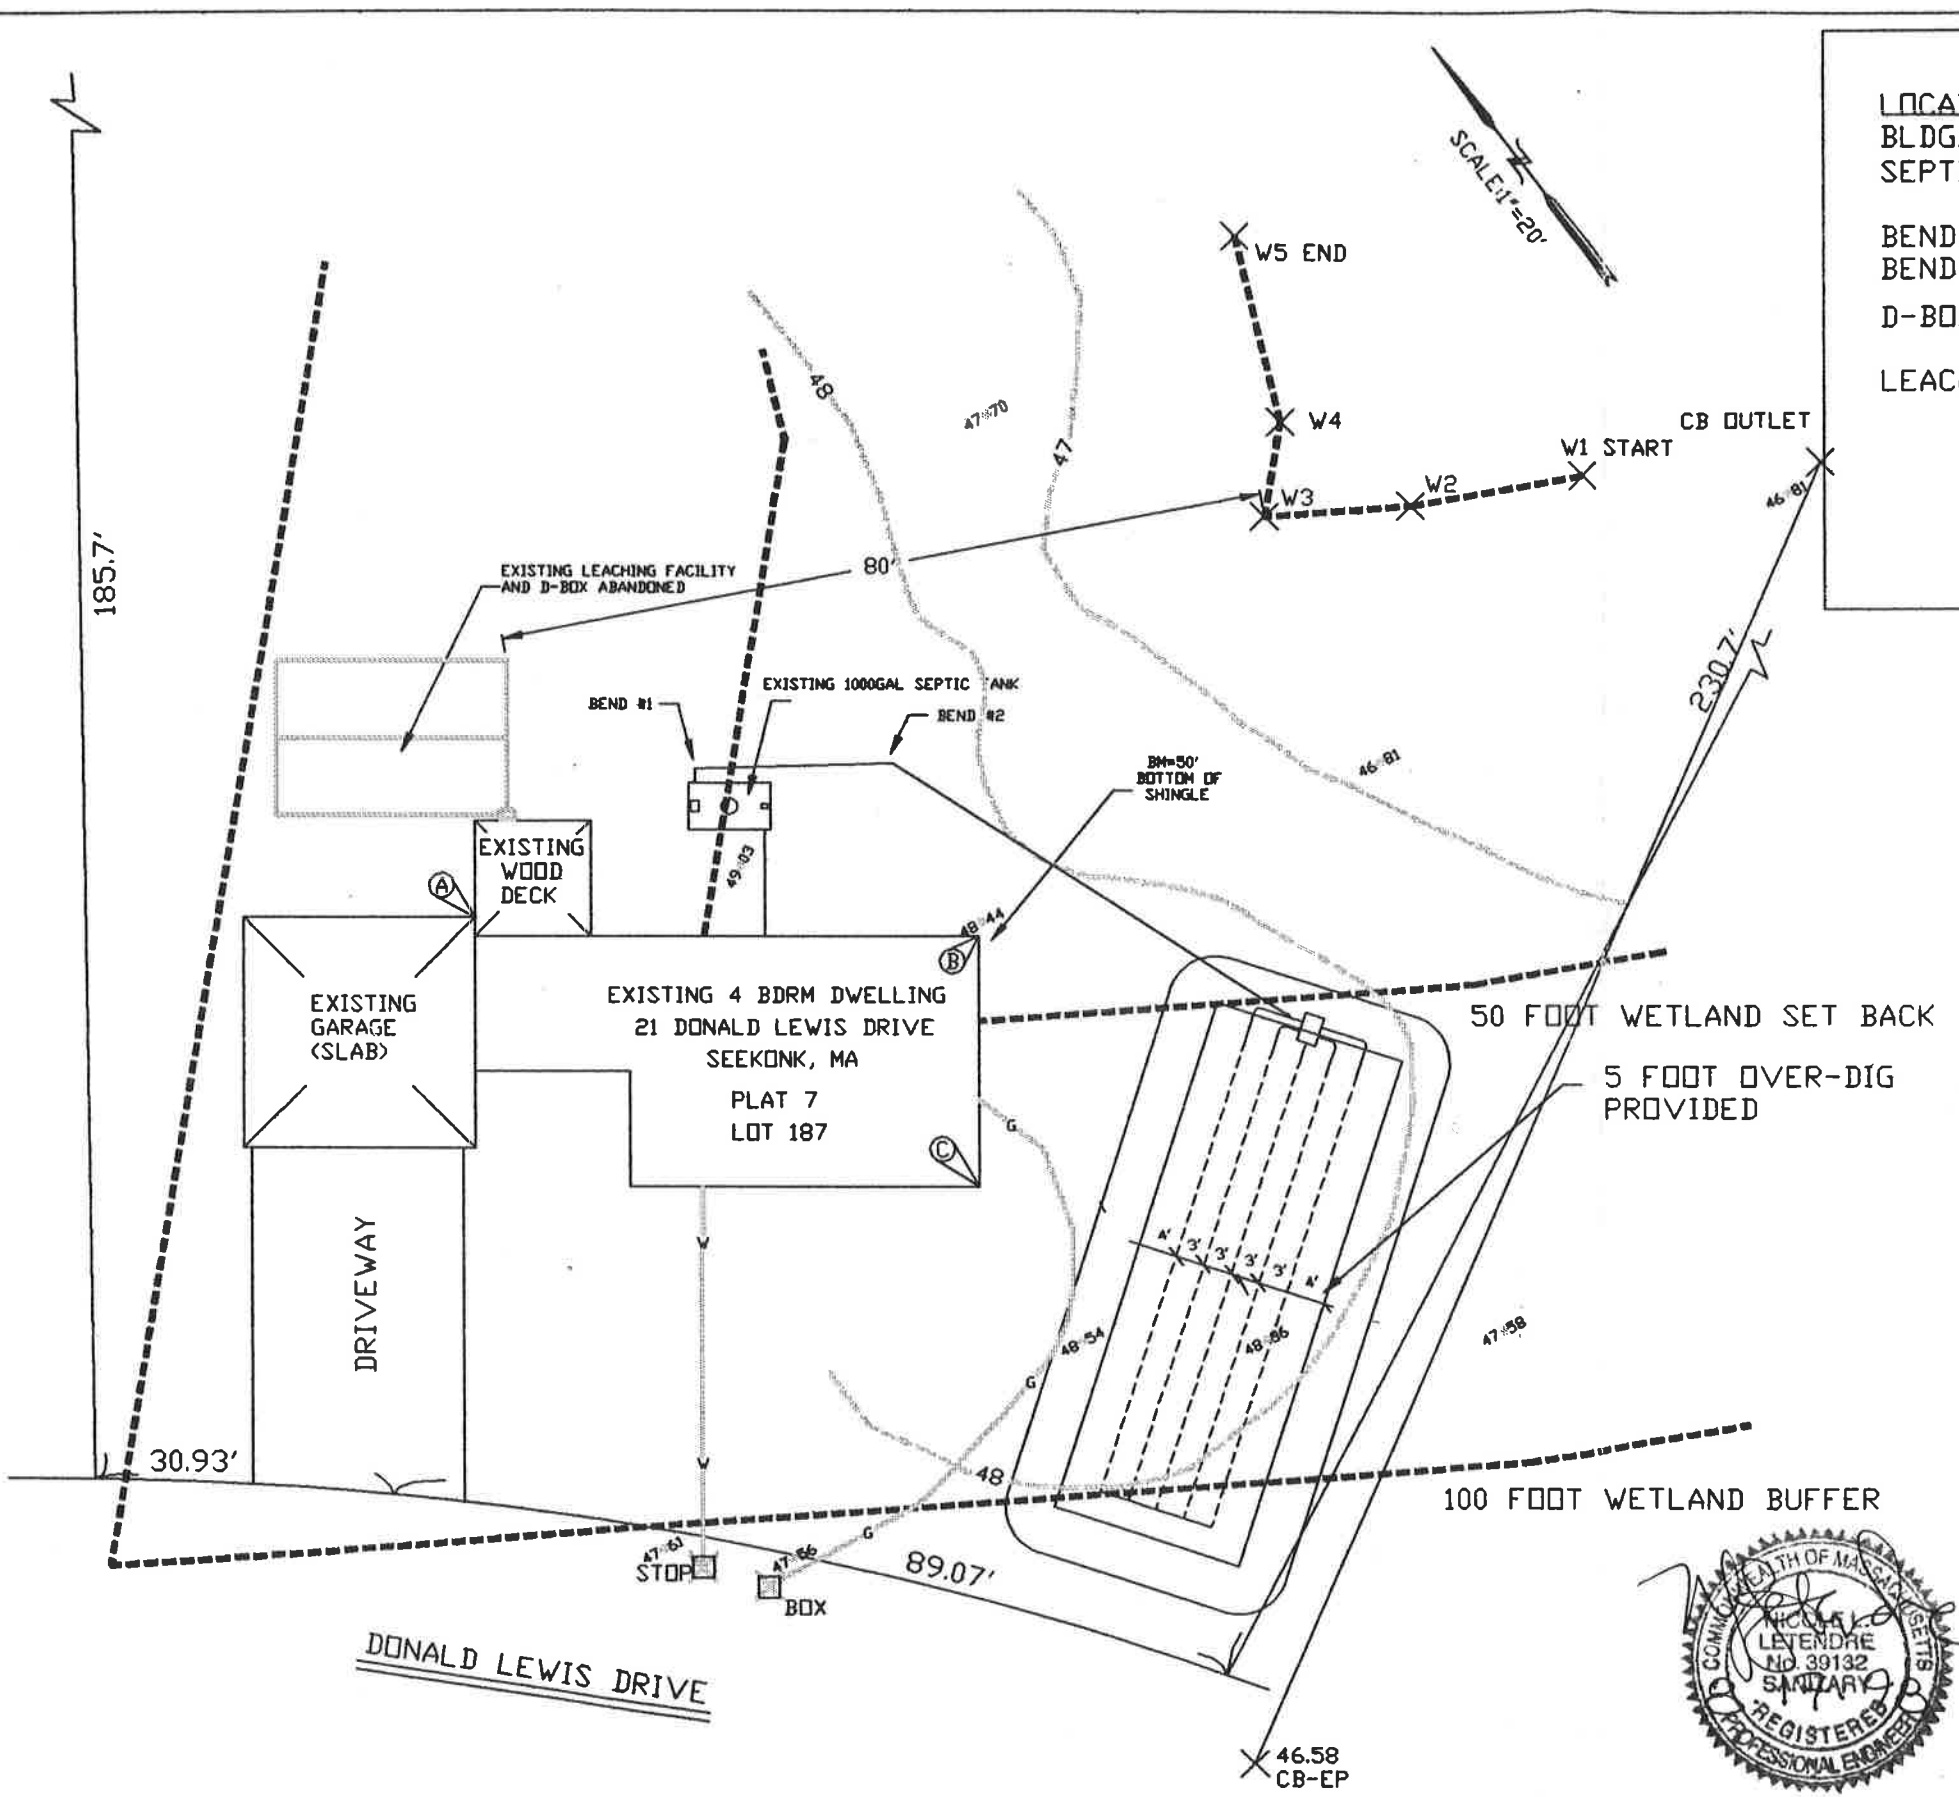 LOCA
BLDG.
SEPT
BEND
BEND
D-BO
LEAC
SCALE:1"=20'
N
W5 END
W4
W3
W2
W1 START
CB OUTLET
46.81
48
47.70
47
80'
185.7'
230.7'
EXISTING LEACHING FACILITY
AND D-BOX ABANDONED
BEND #1
EXISTING 1000GAL SEPTIC ANK
BEND #2
BM=50'
BOTTOM OF
SHINGLE
46.81
49.03
48.44
A
EXISTING
WOOD
DECK
B
EXISTING
GARAGE
(SLAB)
EXISTING 4 BDRM DWELLING
21 DONALD LEWIS DRIVE
SEEKONK, MA
PLAT 7
LOT 187
C
50 FOOT WETLAND SET BACK
5 FOOT OVER-DIG
PROVIDED
G
W
DRIVEWAY
4' 3' 3' 3' 3' 4'
48.54
48.86
47.58
G
30.93'
W
48
100 FOOT WETLAND BUFFER
G
47.61
STOP
47.56
BOX
89.07'
DONALD LEWIS DRIVE
46.58
CB-EP
COMMONWEALTH OF MASSACHUSETTS
NICOLE L.
LETENDRE
No. 39132
SANITARY
REGISTERED
PROFESSIONAL ENGINEER